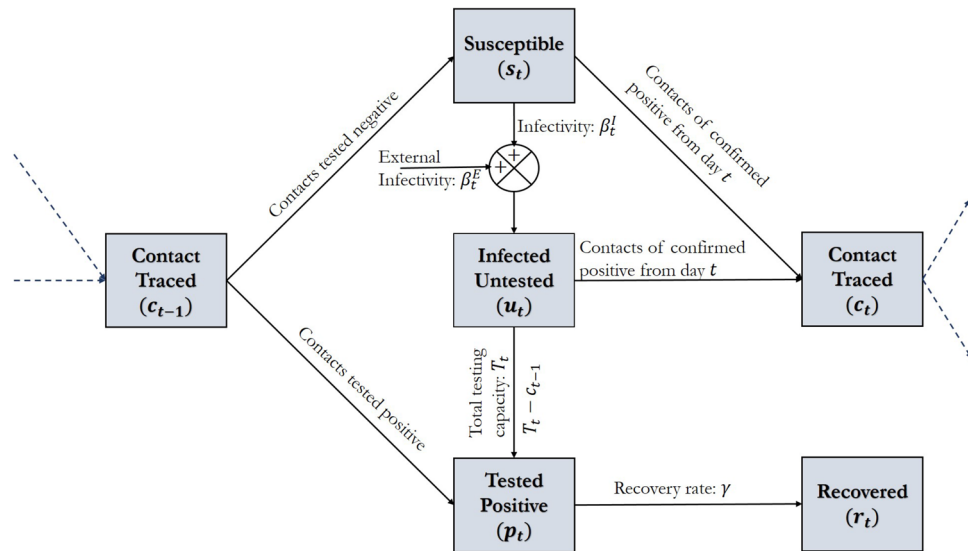 Susceptible
(s_t)
Contacts tested negative
Infectivity: β_t^I
Contacts of confirmed
positive from day t
+
+
External
Infectivity: β_t^E
Contact
Traced
(c_{t−1})
Infected
Untested
(u_t)
Contacts of confirmed
positive from day t
Contact
Traced
(c_t)
Contacts tested positive
Total testing
capacity: T_t
T_t − c_{t−1}
Tested
Positive
(p_t)
Recovery rate: γ
Recovered
(r_t)